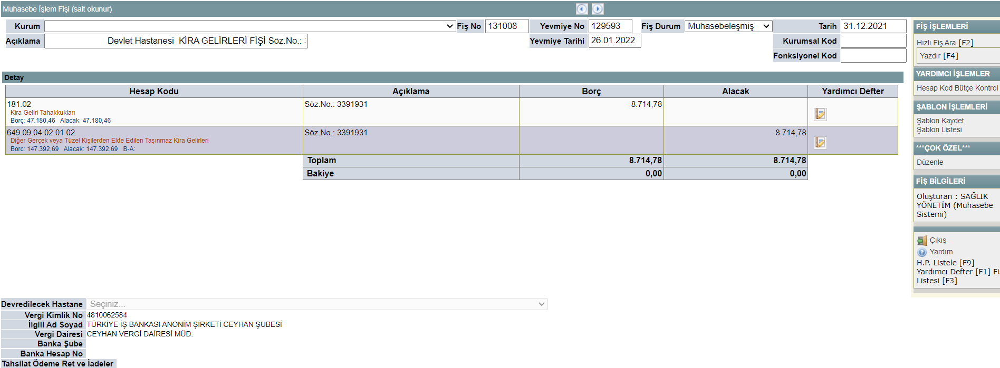 Muhasebe İşlem Fişi (salt okunur)
Kurum Fiş No 131008 Yevmiye No 129593 Fiş Durum Muhasebeleşmiş Tarih 31.12.2021
Açıklama Devlet Hastanesi KİRA GELİRLERİ FİŞİ Söz.No.: Yevmiye Tarihi 26.01.2022 Kurumsal Kod
Fonksiyonel Kod
Detay
Hesap Kodu Açıklama Borç Alacak Yardımcı Defter
181.02 Söz.No.: 3391931 8.714,78
Kira Geliri Tahakkukları
Borç: 47.180,46 Alacak: 47.180,46
649.09.04.02.01.02 Söz.No.: 3391931 8.714,78
Diğer Gerçek veya Tüzel Kişilerden Elde Edilen Taşınmaz Kira Gelirleri
Borc: 147.392,69 Alacak: 147.392,69 B-A:
Toplam 8.714,78 8.714,78
Bakiye 0,00 0,00
Devredilecek Hastane Seçiniz...
Vergi Kimlik No 4810062584
İlgili Ad Soyad TÜRKİYE İŞ BANKASI ANONİM ŞİRKETİ CEYHAN ŞUBESİ
Vergi Dairesi CEYHAN VERGİ DAİRESİ MÜD.
Banka Şube
Banka Hesap No
Tahsilat Ödeme Ret ve İadeler
FİŞ İŞLEMLERİ
Hızlı Fiş Ara [F2]
Yazdır [F4]
YARDIMCI İŞLEMLER
Hesap Kod Bütçe Kontrol
ŞABLON İŞLEMLERİ
Şablon Kaydet
Şablon Listesi
***ÇOK ÖZEL***
Düzenle
FİŞ BİLGİLERİ
Oluşturan : SAĞLIK
YÖNETİM (Muhasebe
Sistemi)
Çıkış
Yardım
H.P. Listele [F9]
Yardımcı Defter [F1] Fi
Listesi [F3]